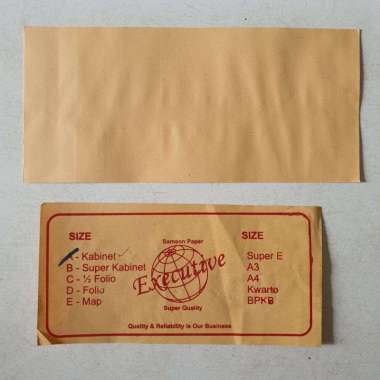 SIZE
A - Kabinet
B - Super Kabinet
C - ½ Folio
D - Folio
E - Map
Samson Paper
Executive
Super Quality
SIZE
Super E
A3
A4
Kwarto
BPKB
Quality & Reliability is Our Business